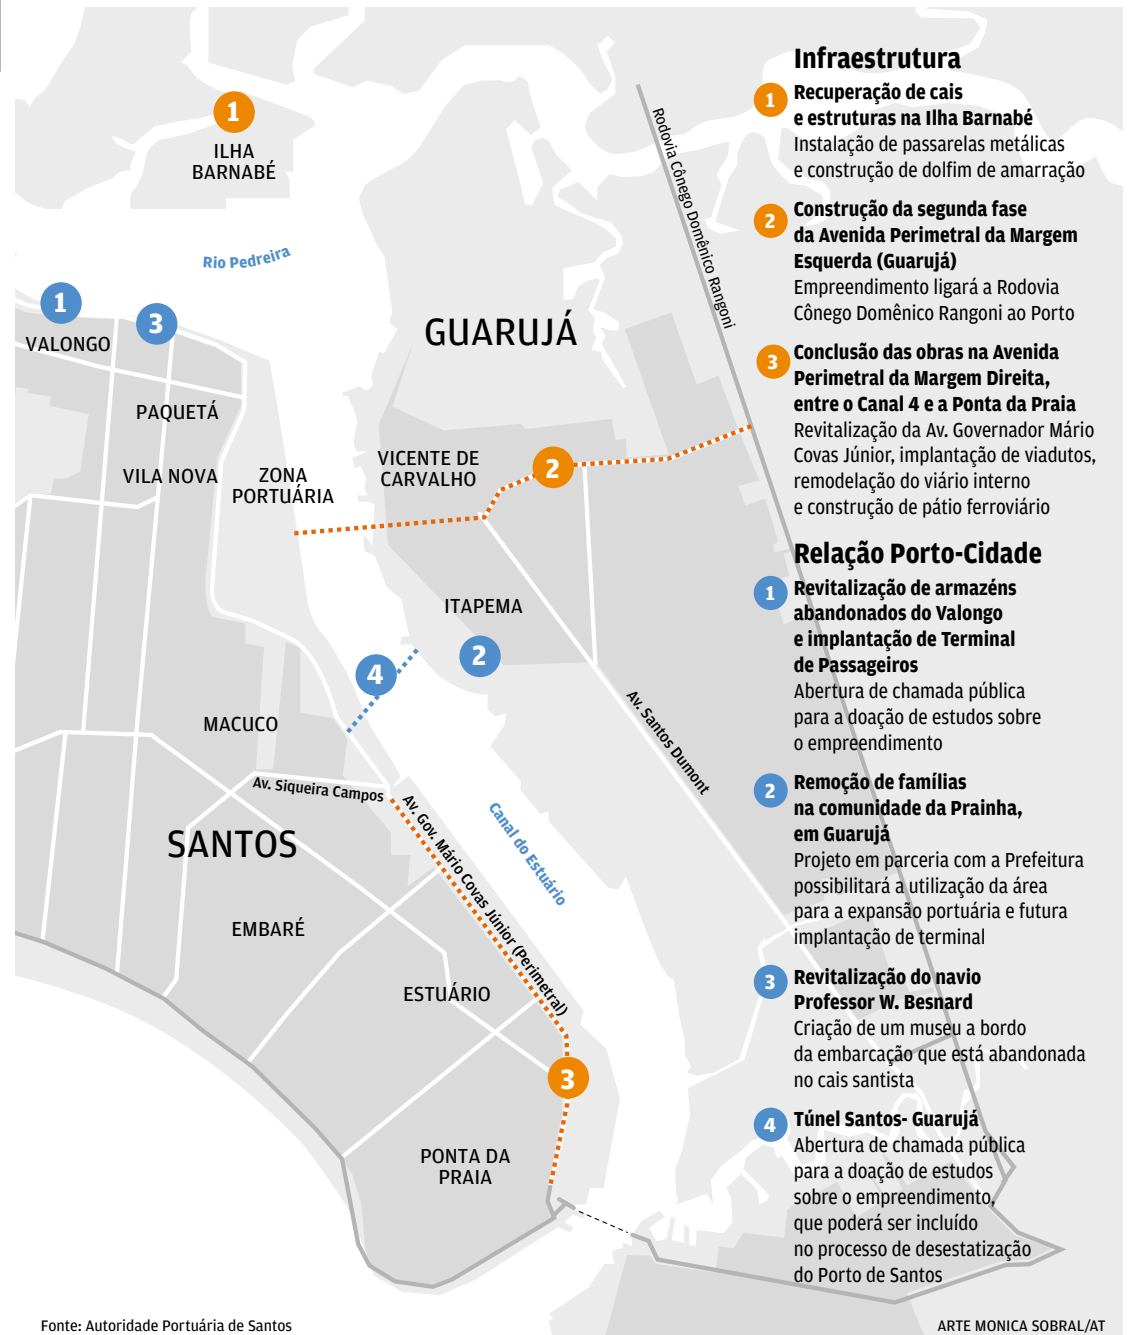 1
ILHA
BARNABÉ
Rio Pedreira
1
3
VALONGO
GUARUJÁ
PAQUETÁ
VILA NOVA
ZONA
PORTUÁRIA
VICENTE DE
CARVALHO
2
ITAPEMA
2
4
MACUCO
Av. Siqueira Campos
SANTOS
Av. Gov. Mário Covas Júnior (Perimetral)
Canal do Estuário
Av. Santos Dumont
Rodovia Cônego Domênico Rangoni
EMBARÉ
ESTUÁRIO
3
PONTA DA
PRAIA
Infraestrutura
1
Recuperação de cais
e estruturas na Ilha Barnabé
Instalação de passarelas metálicas
e construção de dolfim de amarração
2
Construção da segunda fase
da Avenida Perimetral da Margem
Esquerda (Guarujá)
Empreendimento ligará a Rodovia
Cônego Domênico Rangoni ao Porto
3
Conclusão das obras na Avenida
Perimetral da Margem Direita,
entre o Canal 4 e a Ponta da Praia
Revitalização da Av. Governador Mário
Covas Júnior, implantação de viadutos,
remodelação do viário interno
e construção de pátio ferroviário
Relação Porto-Cidade
1
Revitalização de armazéns
abandonados do Valongo
e implantação de Terminal
de Passageiros
Abertura de chamada pública
para a doação de estudos sobre
o empreendimento
2
Remoção de famílias
na comunidade da Prainha,
em Guarujá
Projeto em parceria com a Prefeitura
possibilitará a utilização da área
para a expansão portuária e futura
implantação de terminal
3
Revitalização do navio
Professor W. Besnard
Criação de um museu a bordo
da embarcação que está abandonada
no cais santista
4
Túnel Santos- Guarujá
Abertura de chamada pública
para a doação de estudos
sobre o empreendimento,
que poderá ser incluído
no processo de desestatização
do Porto de Santos
Fonte: Autoridade Portuária de Santos
ARTE MONICA SOBRAL/AT